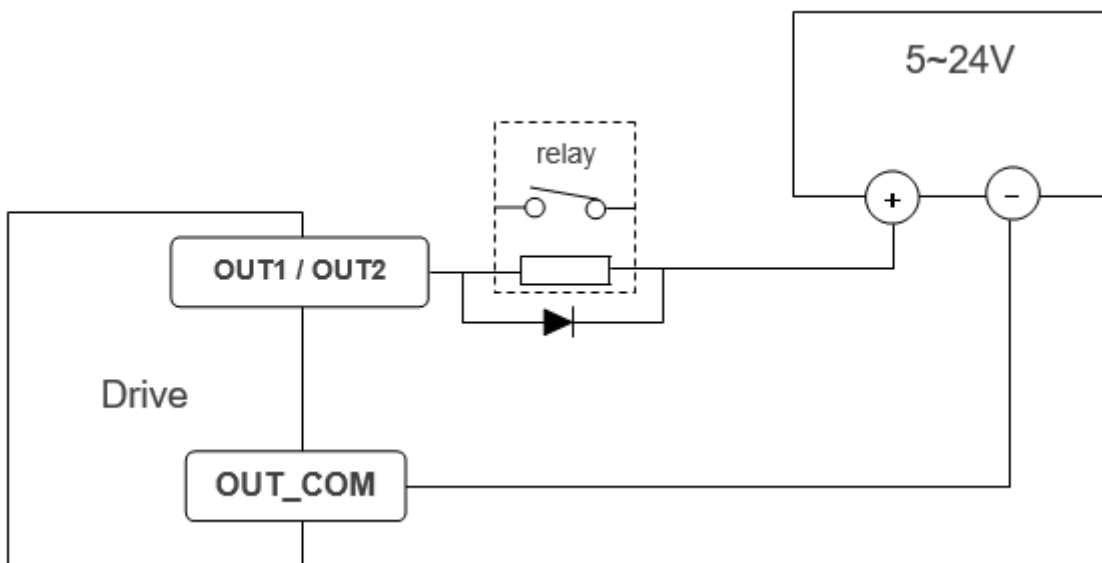 5~24V
relay
+
-
OUT1 / OUT2
Drive
OUT_COM